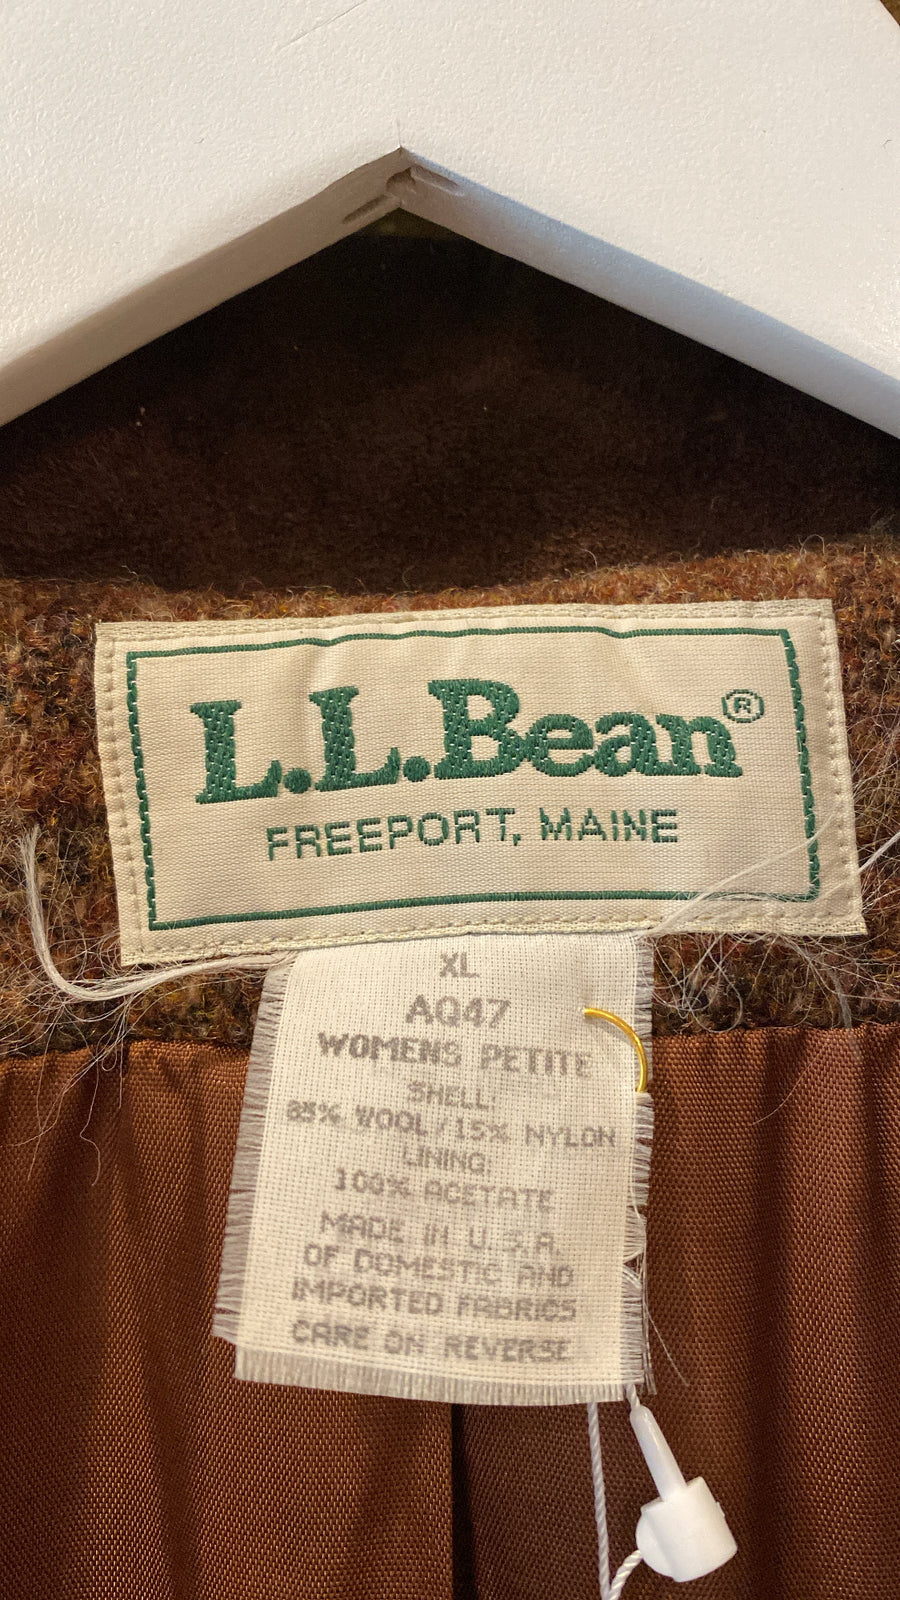 L.L.Bean®
FREEPORT, MAINE
XL
AQ47
WOMENS PETITE
SHELL:
85% WOOL/15% NYLON
LINING:
100% ACETATE
MADE IN U.S.A.
OF DOMESTIC AND
IMPORTED FABRICS
CARE ON REVERSE